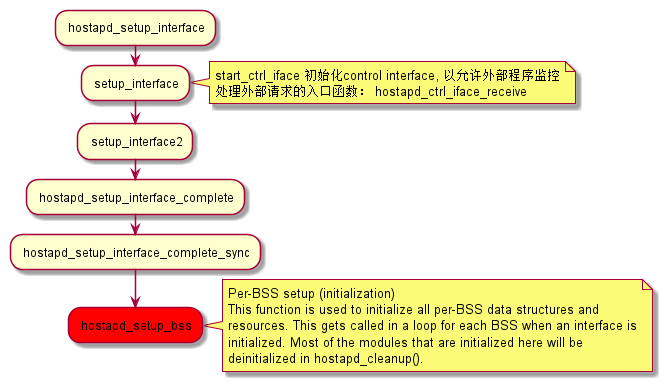 hostapd_setup_interface
setup_interface
start_ctrl_iface 初始化control interface, 以允许外部程序监控
处理外部请求的入口函数： hostapd_ctrl_iface_receive
setup_interface2
hostapd_setup_interface_complete
hostapd_setup_interface_complete_sync
hostapd_setup_bss
Per-BSS setup (initialization)
This function is used to initialize all per-BSS data structures and
resources. This gets called in a loop for each BSS when an interface is
initialized. Most of the modules that are initialized here will be
deinitialized in hostapd_cleanup().